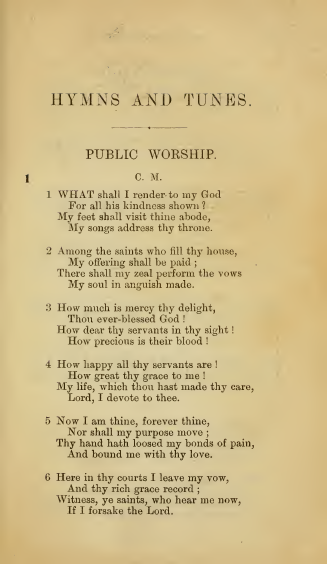 HYMNS AND TUNES.
PUBLIC WORSHIP.
1 C. M.
1 WHAT shall I render to my God
For all his kindness shown ?
My feet shall visit thine abode,
My songs address thy throne.
2 Among the saints who fill thy house,
My offering shall be paid ;
There shall my zeal perform the vows
My soul in anguish made.
3 How much is mercy thy delight,
Thou ever-blessed God !
How dear thy servants in thy sight !
How precious is their blood !
4 How happy all thy servants are !
How great thy grace to me !
My life, which thou hast made thy care,
Lord, I devote to thee.
5 Now I am thine, forever thine,
Nor shall my purpose move ;
Thy hand hath loosed my bonds of pain,
And bound me with thy love.
6 Here in thy courts I leave my vow,
And thy rich grace record ;
Witness, ye saints, who hear me now,
If I forsake the Lord.